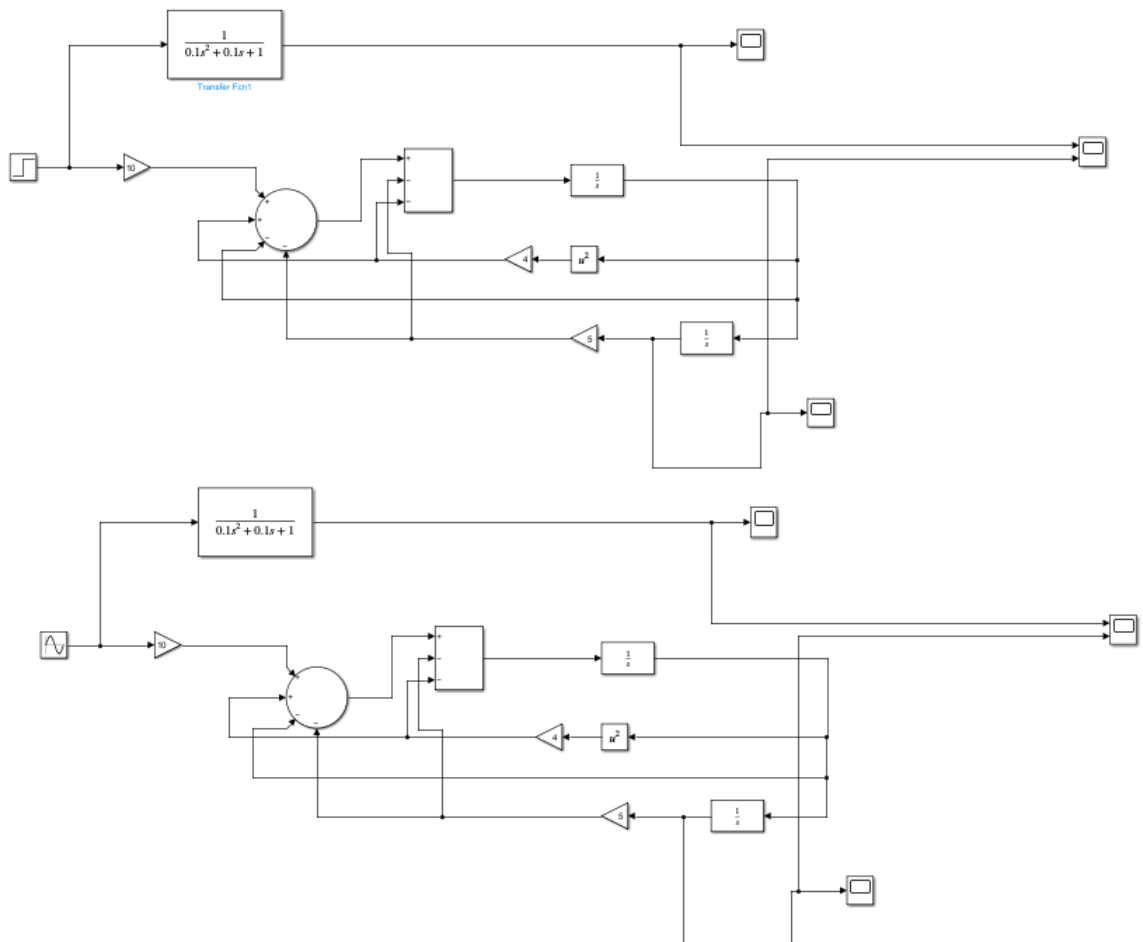 1
0.1s² + 0.1s + 1
Transfer Fcn1
10
+
+
−
−
+
−
−
1
s
4
u²
5
1
s
1
0.1s² + 0.1s + 1
10
+
+
−
−
+
−
−
1
s
4
u²
5
1
s